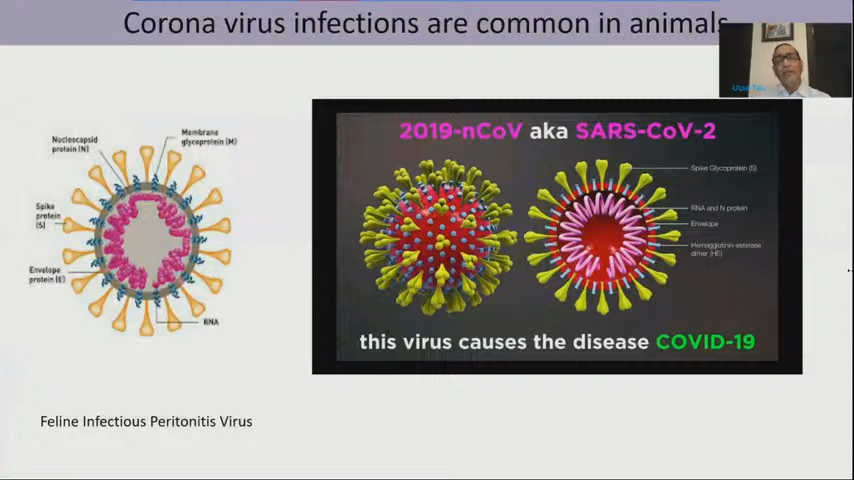 Corona virus infections are common in animals
Nucleocapsid
protein (N)
Membrane
glycoprotein (M)
Spike
protein
(S)
Envelope
protein (E)
RNA
Feline Infectious Peritonitis Virus
2019-nCoV aka SARS-CoV-2
Spike Glycoprotein (S)
RNA and N protein
Envelope
Hemagglutinin-esterase
dimer (HE)
this virus causes the disease COVID-19